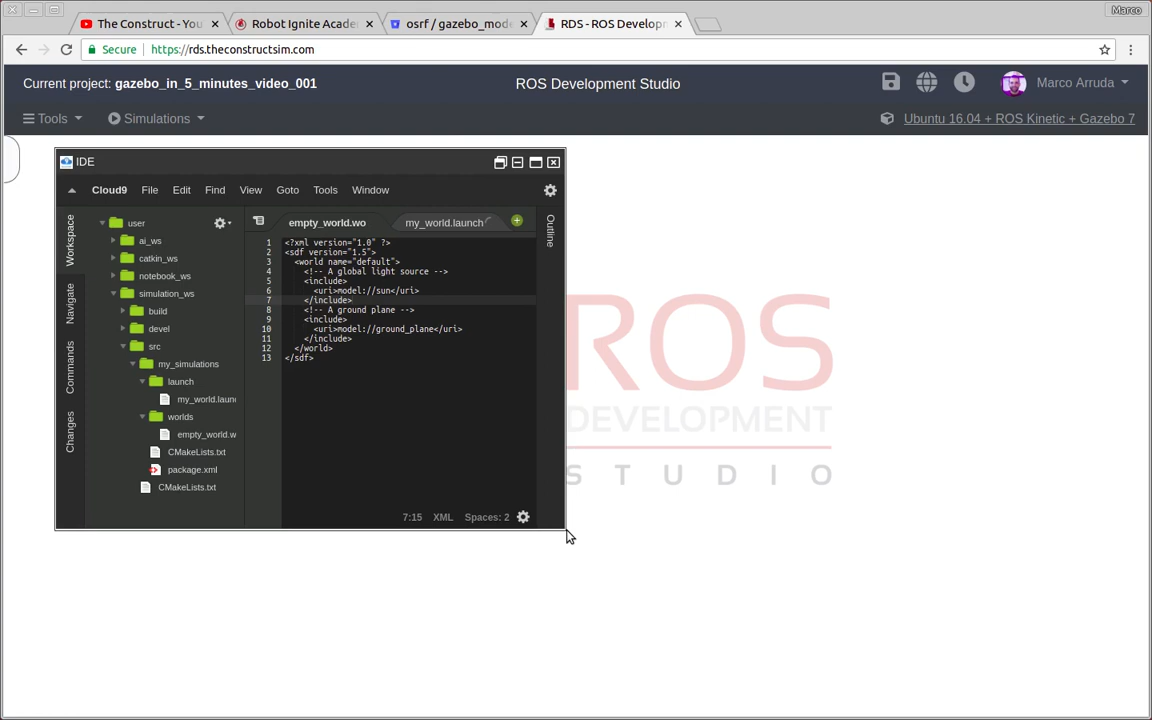 Marco
The Construct - You
Robot Ignite Acade
osrf / gazebo_mode
RDS - ROS Develop
Secure https://rds.theconstructsim.com
Current project: gazebo_in_5_minutes_video_001
ROS Development Studio
Marco Arruda
Tools
Simulations
Ubuntu 16.04 + ROS Kinetic + Gazebo 7
IDE
Cloud9 File Edit Find View Goto Tools Window
Workspace
Navigate
Commands
Changes
user
ai_ws
catkin_ws
notebook_ws
simulation_ws
build
devel
src
my_simulations
launch
my_world.laun
worlds
empty_world.w
CMakeLists.txt
package.xml
CMakeLists.txt
empty_world.wo
my_world.launch
Outline
1 <?xml version="1.0" ?>
2 <sdf version="1.5">
3 <world name="default">
4 <!-- A global light source -->
5 <include>
6 <uri>model://sun</uri>
7 </include>
8 <!-- A ground plane -->
9 <include>
10 <uri>model://ground_plane</uri>
11 </include>
12 </world>
13 </sdf>
7:15 XML Spaces: 2
ROS
DEVELOPMENT
STUDIO